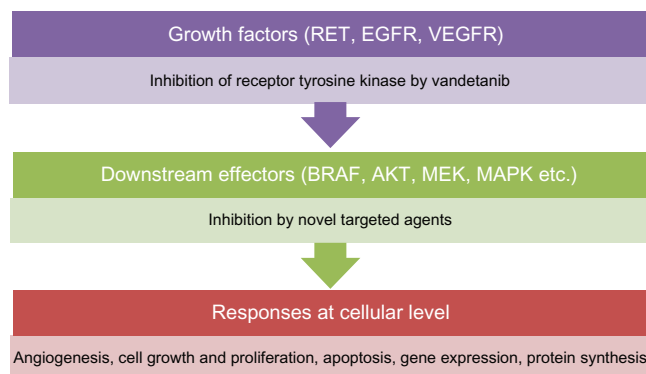 Growth factors (RET, EGFR, VEGFR)
Inhibition of receptor tyrosine kinase by vandetanib
Downstream effectors (BRAF, AKT, MEK, MAPK etc.)
Inhibition by novel targeted agents
Responses at cellular level
Angiogenesis, cell growth and proliferation, apoptosis, gene expression, protein synthesis